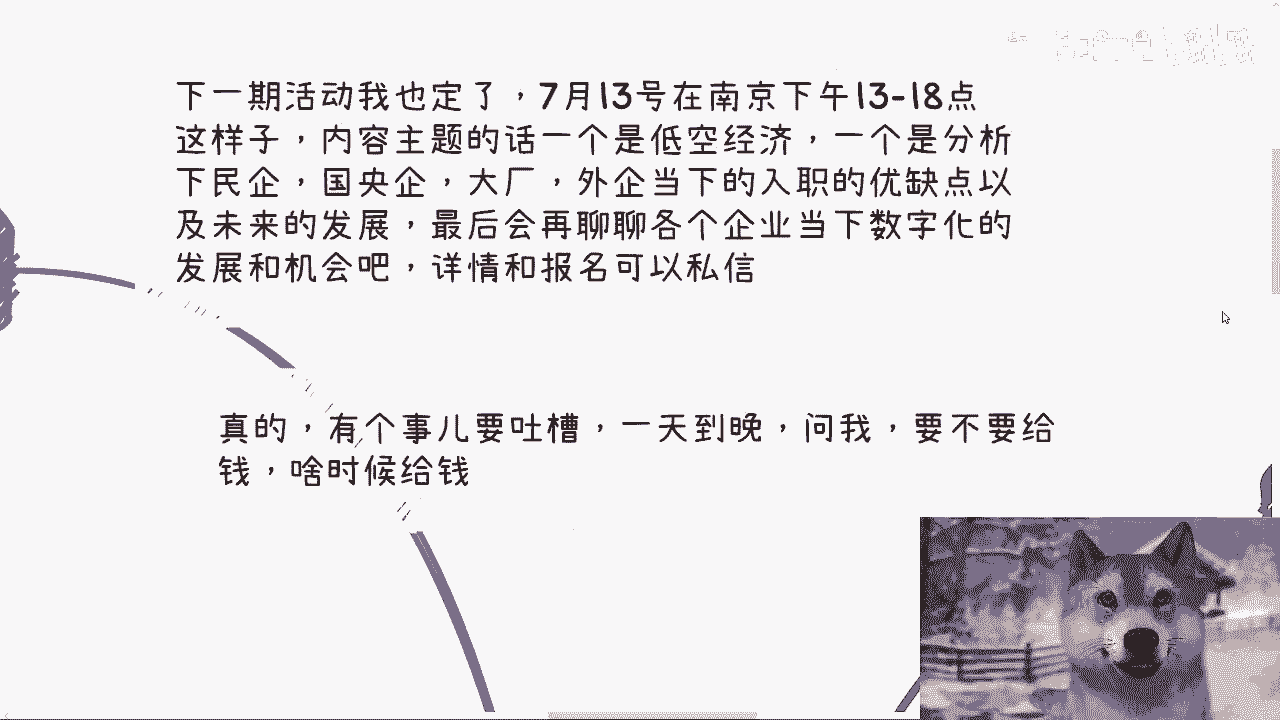 下一期活动我也定了，7月13号在南京下午13-18点
这样子，内容主题的话一个是低空经济，一个是分析
下民企，国央企，大厂，外企当下的入职的优缺点以
及未来的发展，最后会再聊聊各个企业当下数字化的
发展和机会吧，详情和报名可以私信
真的，有个事儿要吐槽，一天到晚，问我，要不要给
钱，啥时候给钱